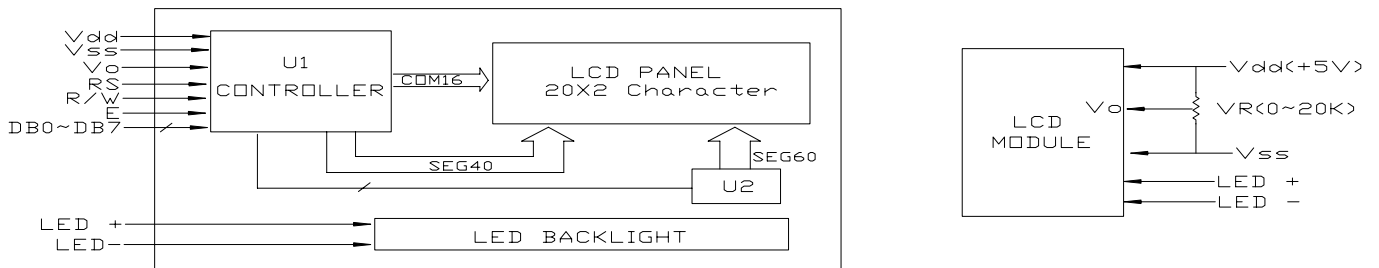 Vdd
Vss
Vo
RS
R/W
E
DB0~DB7
U1
CONTROLLER
COM16
LCD PANEL
20X2 Character
SEG40
SEG60
U2
LED +
LED-
LED BACKLIGHT
LCD
MODULE
Vdd(+5V)
Vo
VR(0~20K)
Vss
LED +
LED -